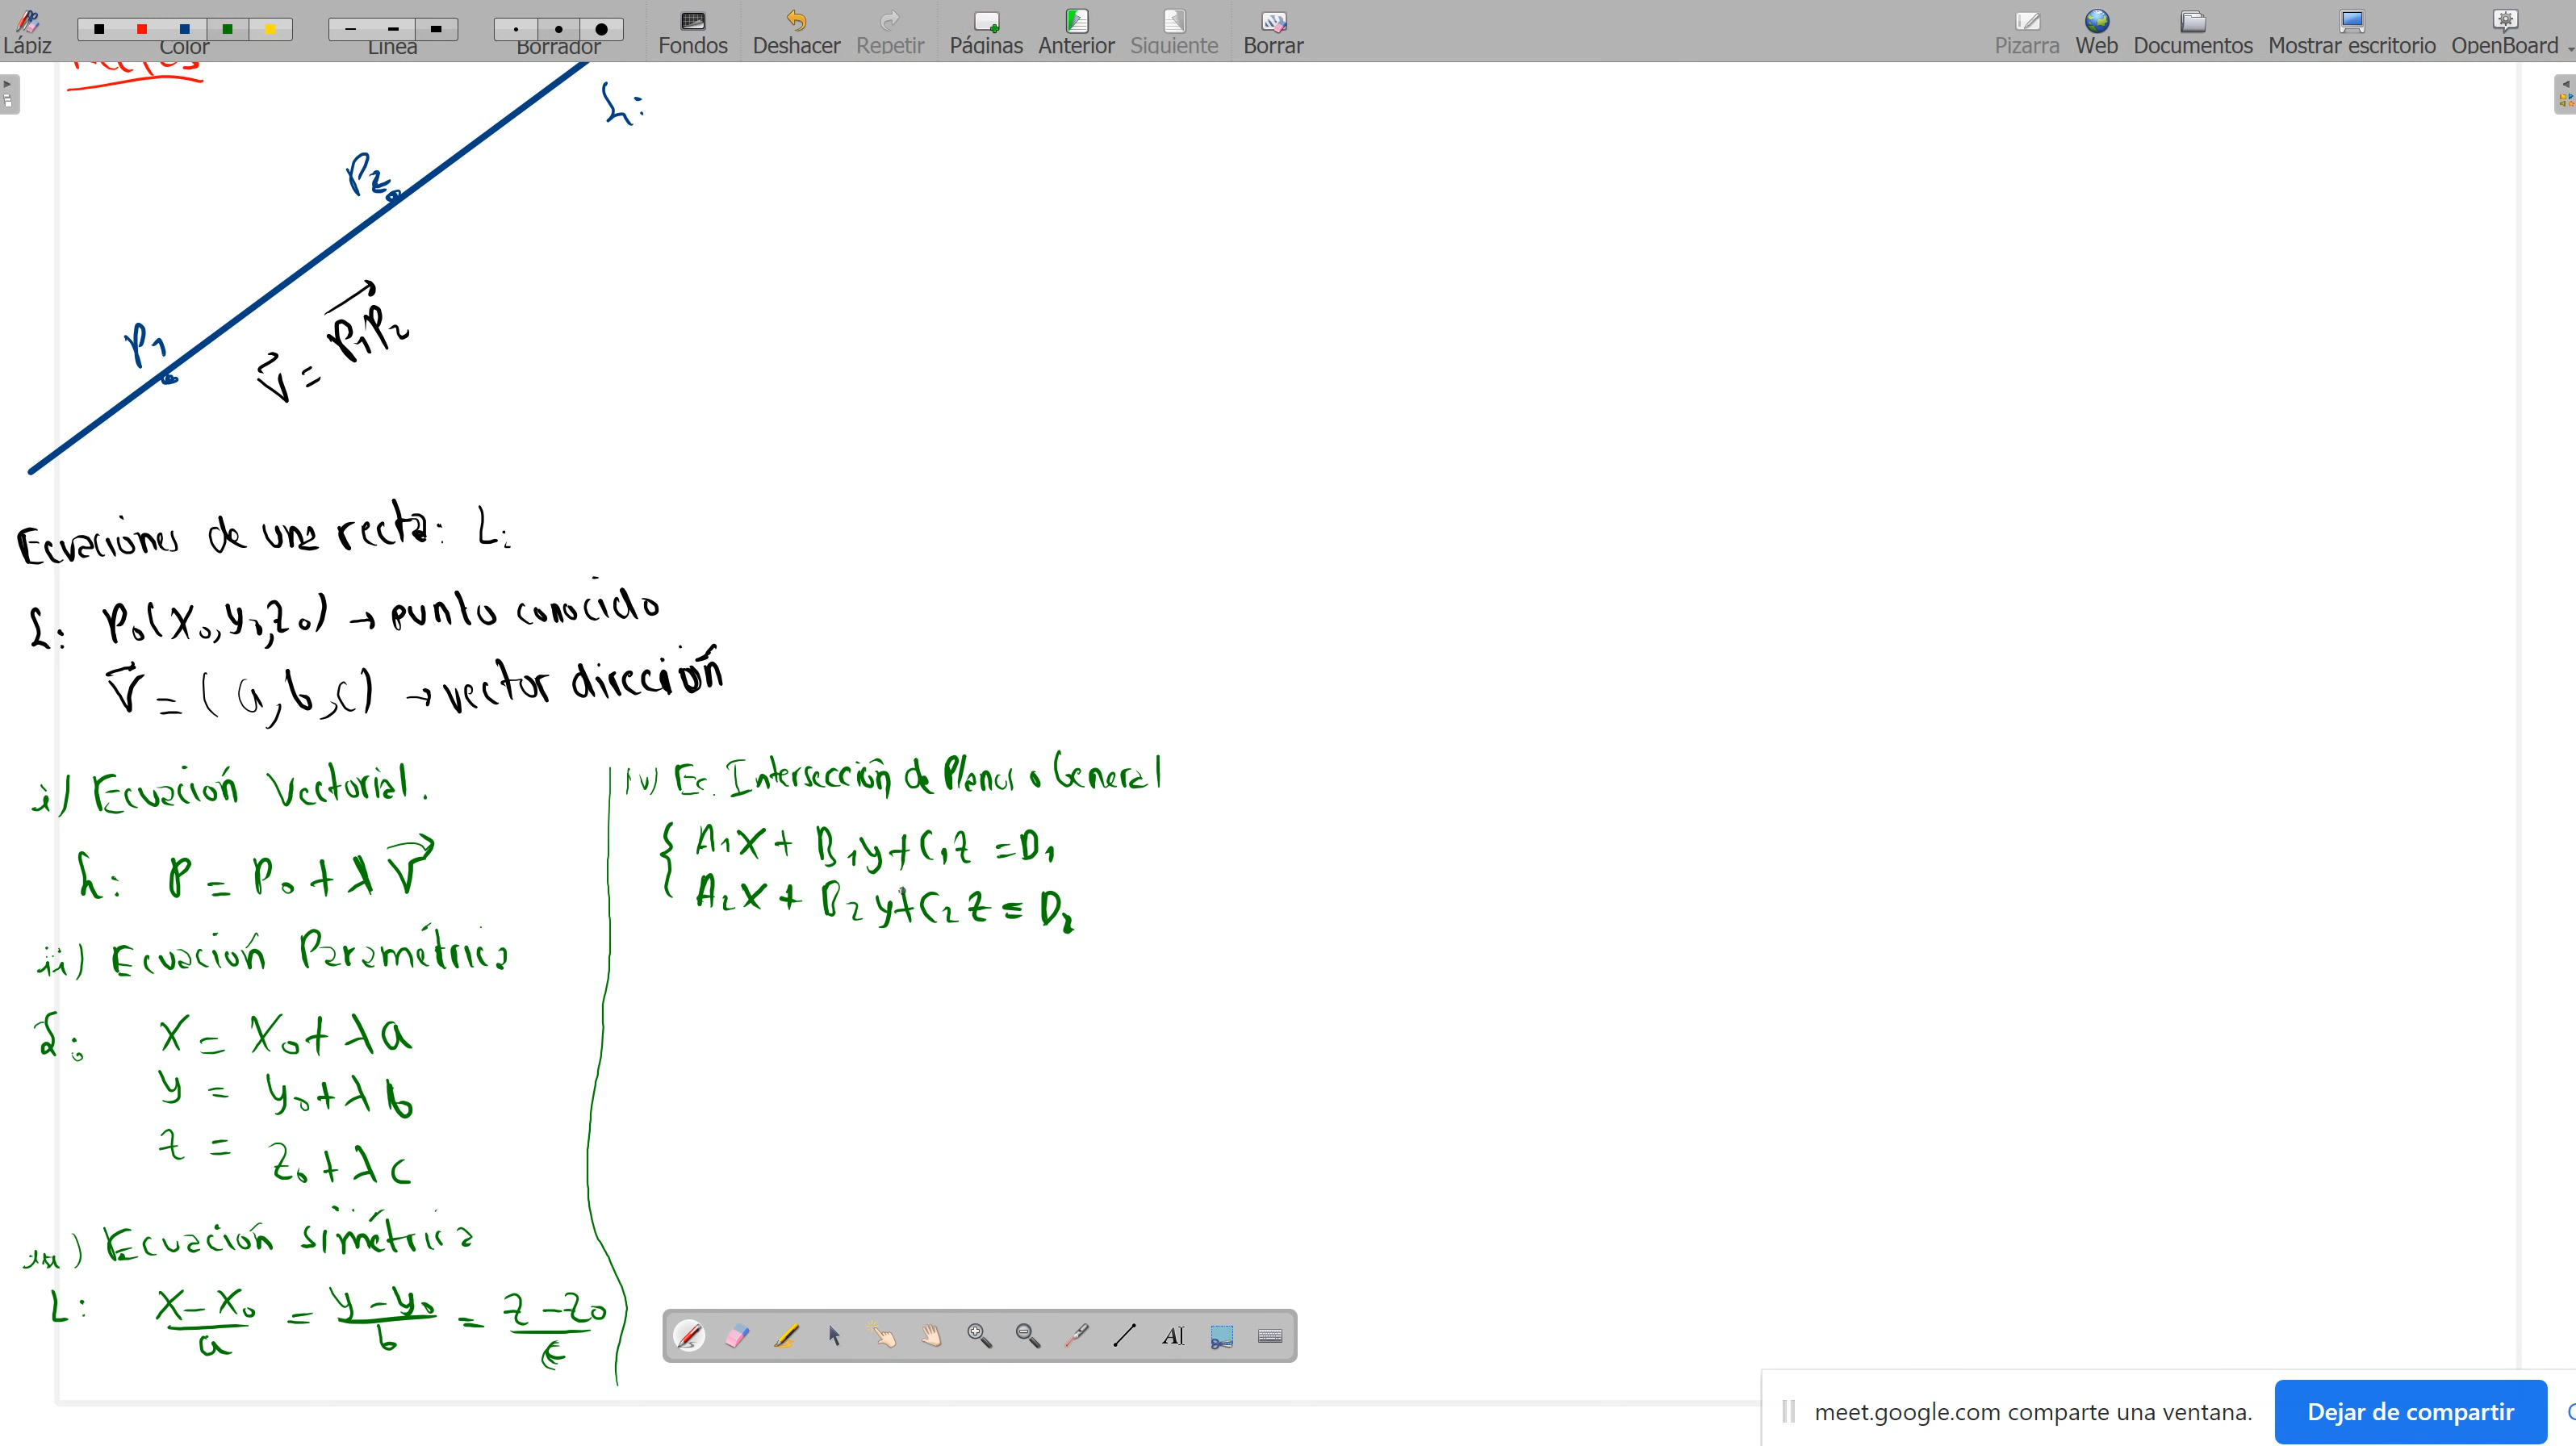 Lápiz Color Línea Borrador Fondos Deshacer Repetir Páginas Anterior Siguiente Borrar Pizarra Web Documentos Mostrar escritorio OpenBoard
L:
P2
P1
V⃗ = P1P2
Ecuaciones de una recta: L:
L: P0(x0, y0, z0) → punto conocido
V⃗ = (a, b, c) → vector dirección
i) Ecuación Vectorial.
L: P = P0 + λ V⃗
ii) Ecuación Paramétrica
L: x = x0 + λa
y = y0 + λb
z = z0 + λc
iii) Ecuación simétrica
L: (x - x0)/a = (y - y0)/b = (z - z0)/c
iv) Ec. Intersección de Planos o General
{ A1x + B1y + C1z = D1
A2x + B2y + C2z = D2
meet.google.com comparte una ventana. Dejar de compartir